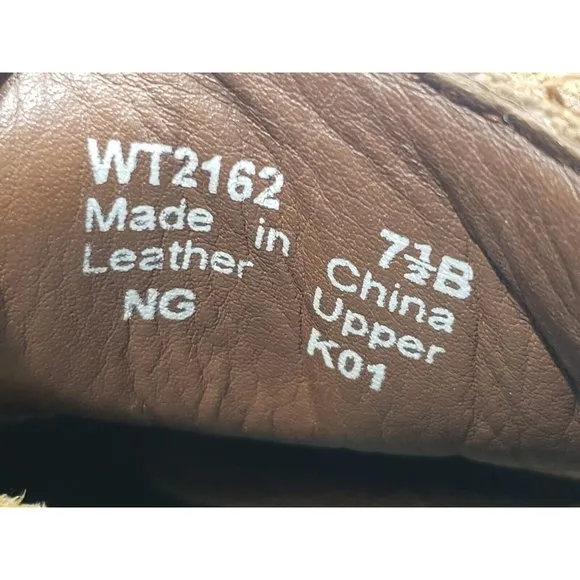 WT2162 7½B
Made in China
Leather Upper
NG K01